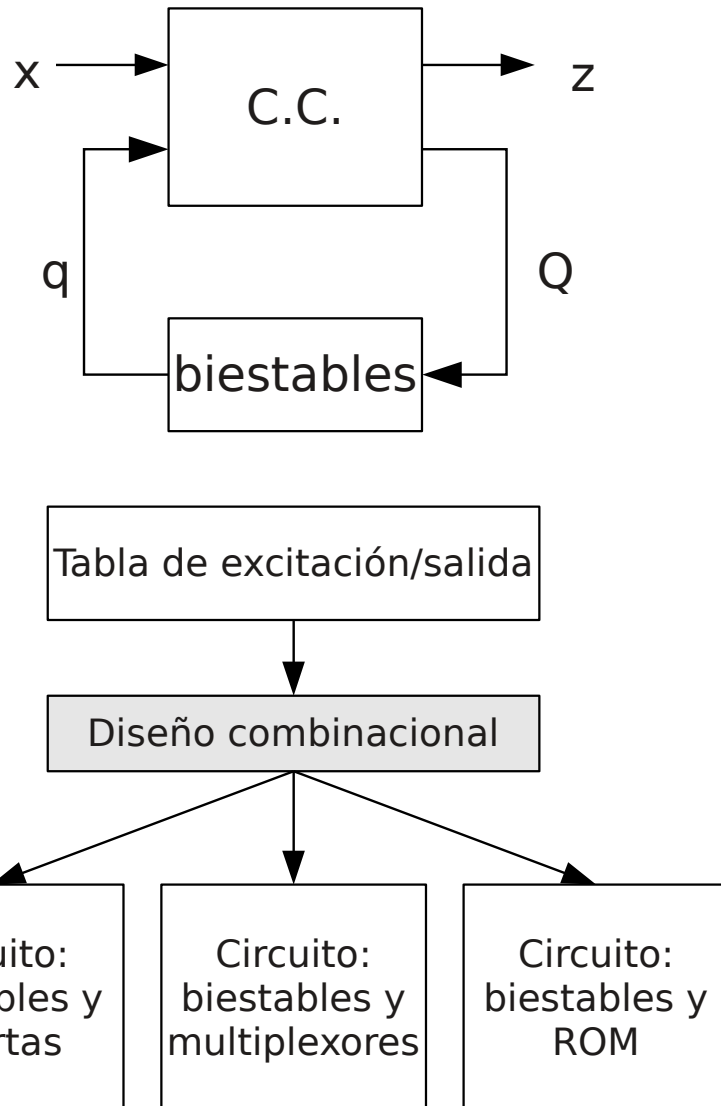 x
C.C.
z
q
Q
biestables
Tabla de excitación/salida
Diseño combinacional
Circuito:
biestables y
multiplexores
Circuito:
biestables y
ROM